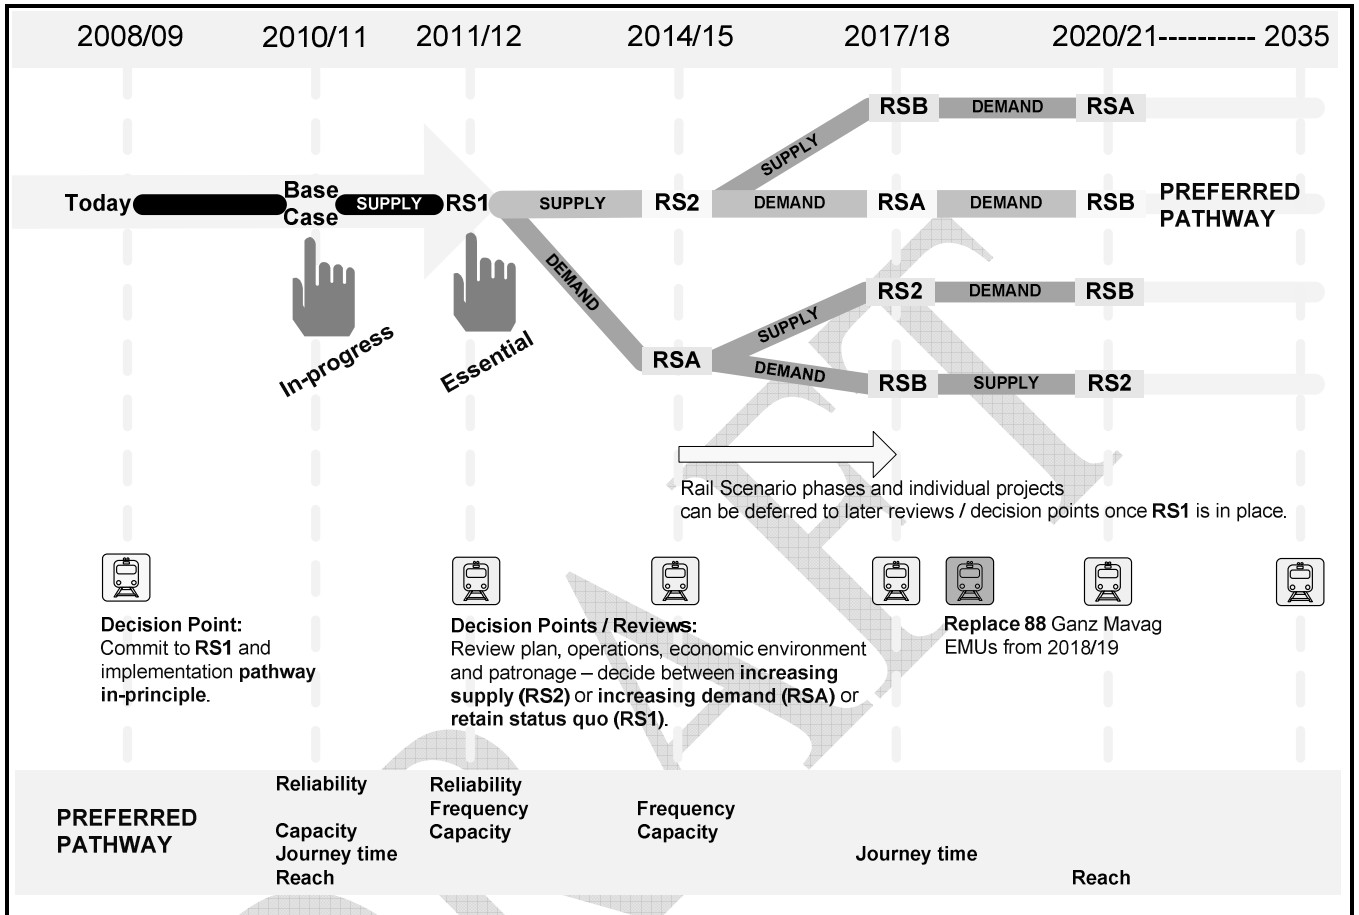 2008/09 2010/11 2011/12 2014/15 2017/18 2020/21---------- 2035
RSB DEMAND RSA
SUPPLY
Today Base Case SUPPLY RS1 SUPPLY RS2 DEMAND RSA DEMAND RSB PREFERRED PATHWAY
DEMAND
RS2 DEMAND RSB
SUPPLY
In-progress
Essential
RSA
DEMAND
RSB SUPPLY RS2
Rail Scenario phases and individual projects
can be deferred to later reviews / decision points once RS1 is in place.
Decision Point:
Commit to RS1 and
implementation pathway
in-principle.
Decision Points / Reviews:
Review plan, operations, economic environment
and patronage – decide between increasing
supply (RS2) or increasing demand (RSA) or
retain status quo (RS1).
Replace 88 Ganz Mavag
EMUs from 2018/19
PREFERRED
PATHWAY
Reliability
Capacity
Journey time
Reach
Reliability
Frequency
Capacity
Frequency
Capacity
Journey time
Reach
DRAFT